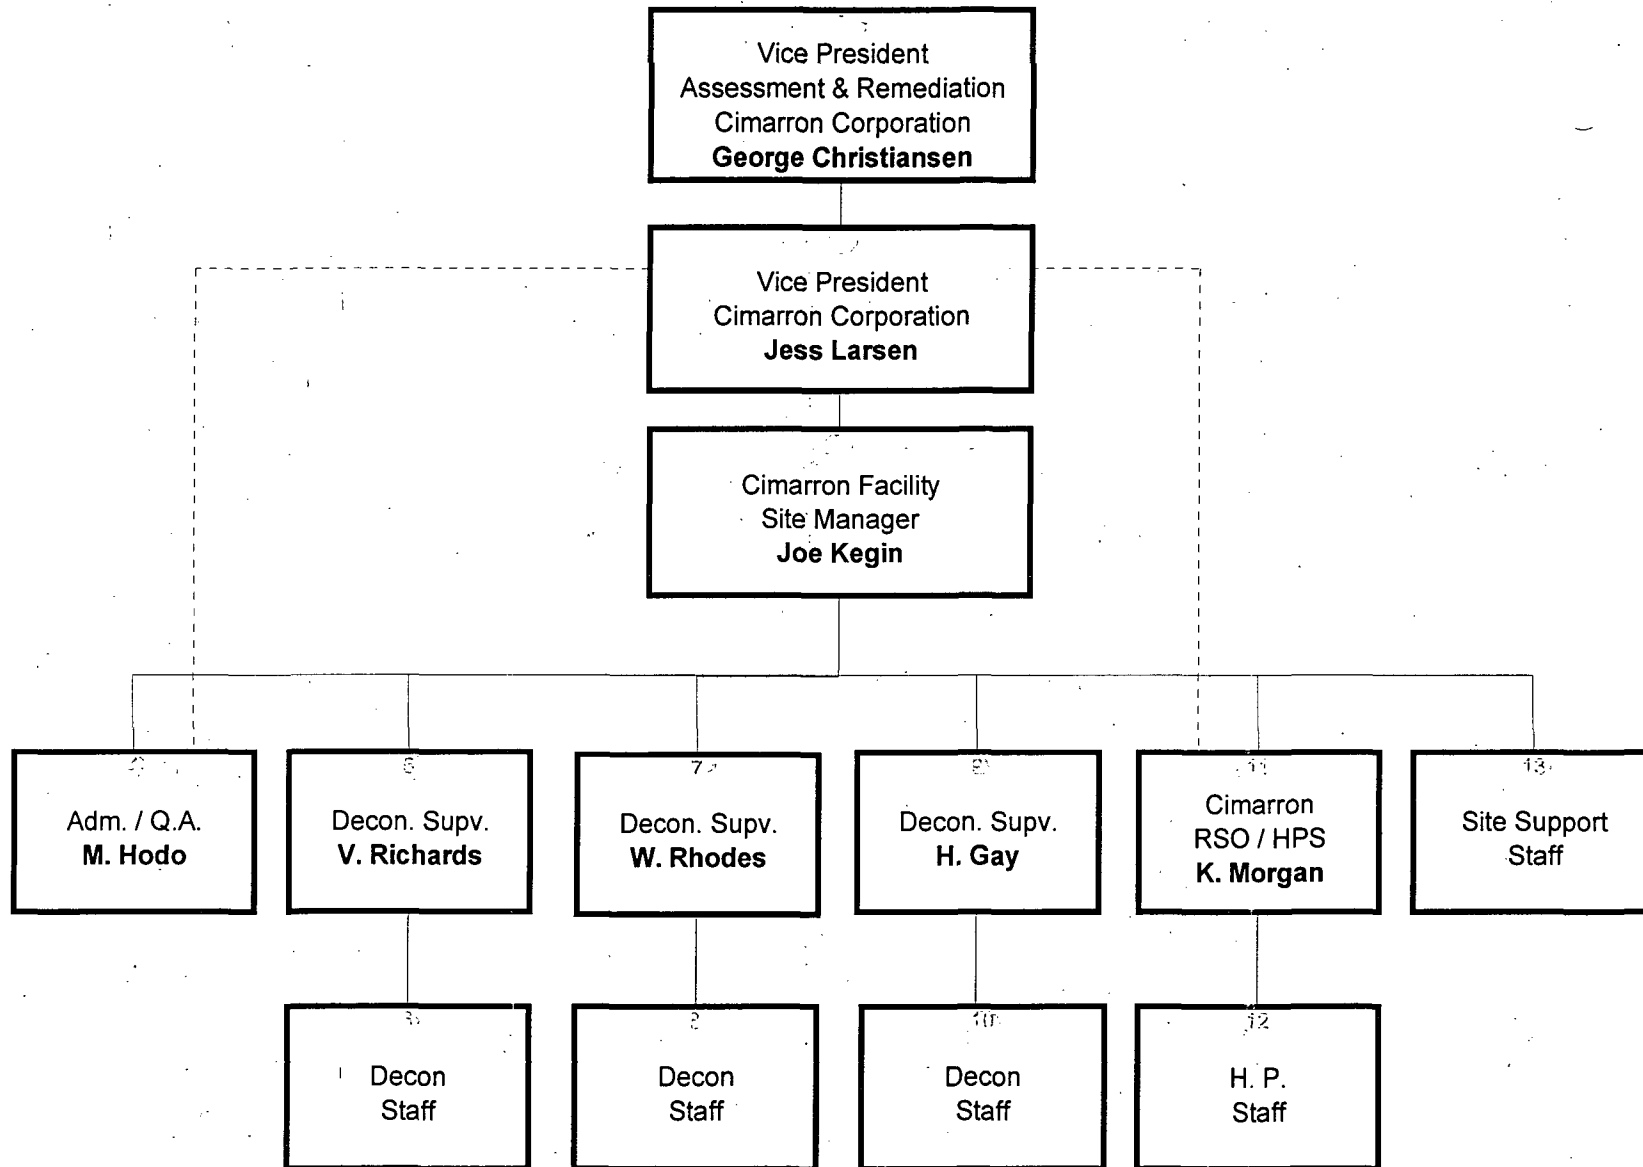 Vice President
Assessment & Remediation
Cimarron Corporation
George Christiansen
Vice President
Cimarron Corporation
Jess Larsen
Cimarron Facility
Site Manager
Joe Kegin
Adm. / Q.A.
M. Hodo
Decon. Supv.
V. Richards
7
Decon. Supv.
W. Rhodes
Decon. Supv.
H. Gay
11
Cimarron
RSO / HPS
K. Morgan
13
Site Support
Staff
Decon
Staff
Decon
Staff
10
Decon
Staff
12
H. P.
Staff